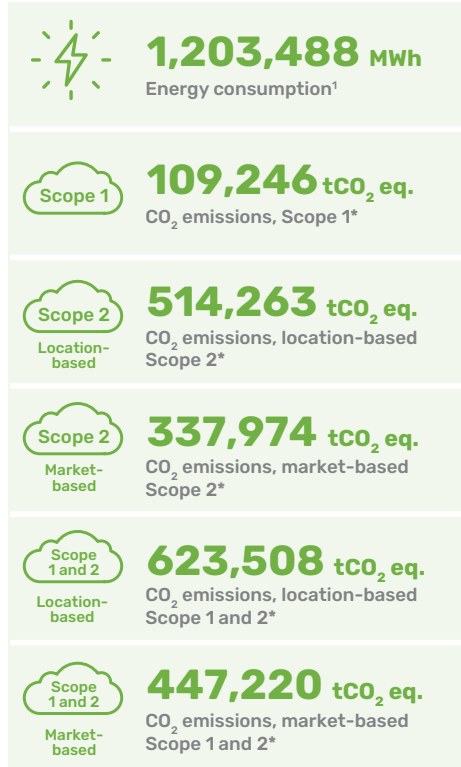 1,203,488 MWh
Energy consumption¹
Scope 1
109,246 tCO₂ eq.
CO₂ emissions, Scope 1*
Scope 2
Location-
based
514,263 tCO₂ eq.
CO₂ emissions, location-based
Scope 2*
Scope 2
Market-
based
337,974 tCO₂ eq.
CO₂ emissions, market-based
Scope 2*
Scope
1 and 2
Location-
based
623,508 tCO₂ eq.
CO₂ emissions, location-based
Scope 1 and 2*
Scope
1 and 2
Market-
based
447,220 tCO₂ eq.
CO₂ emissions, market-based
Scope 1 and 2*